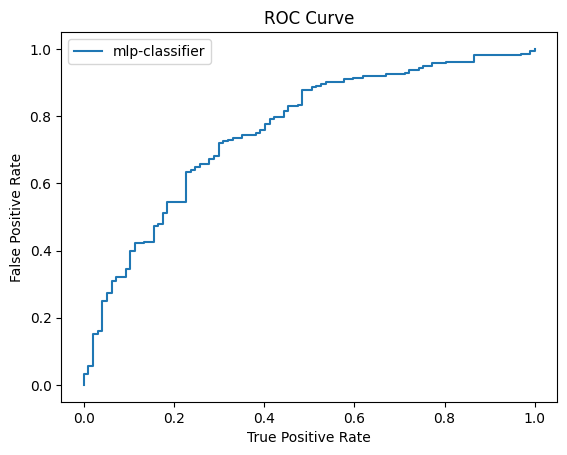 ROC Curve
mlp-classifier
1.0
0.8
0.6
0.4
0.2
0.0
False Positive Rate
0.0 0.2 0.4 0.6 0.8 1.0
True Positive Rate